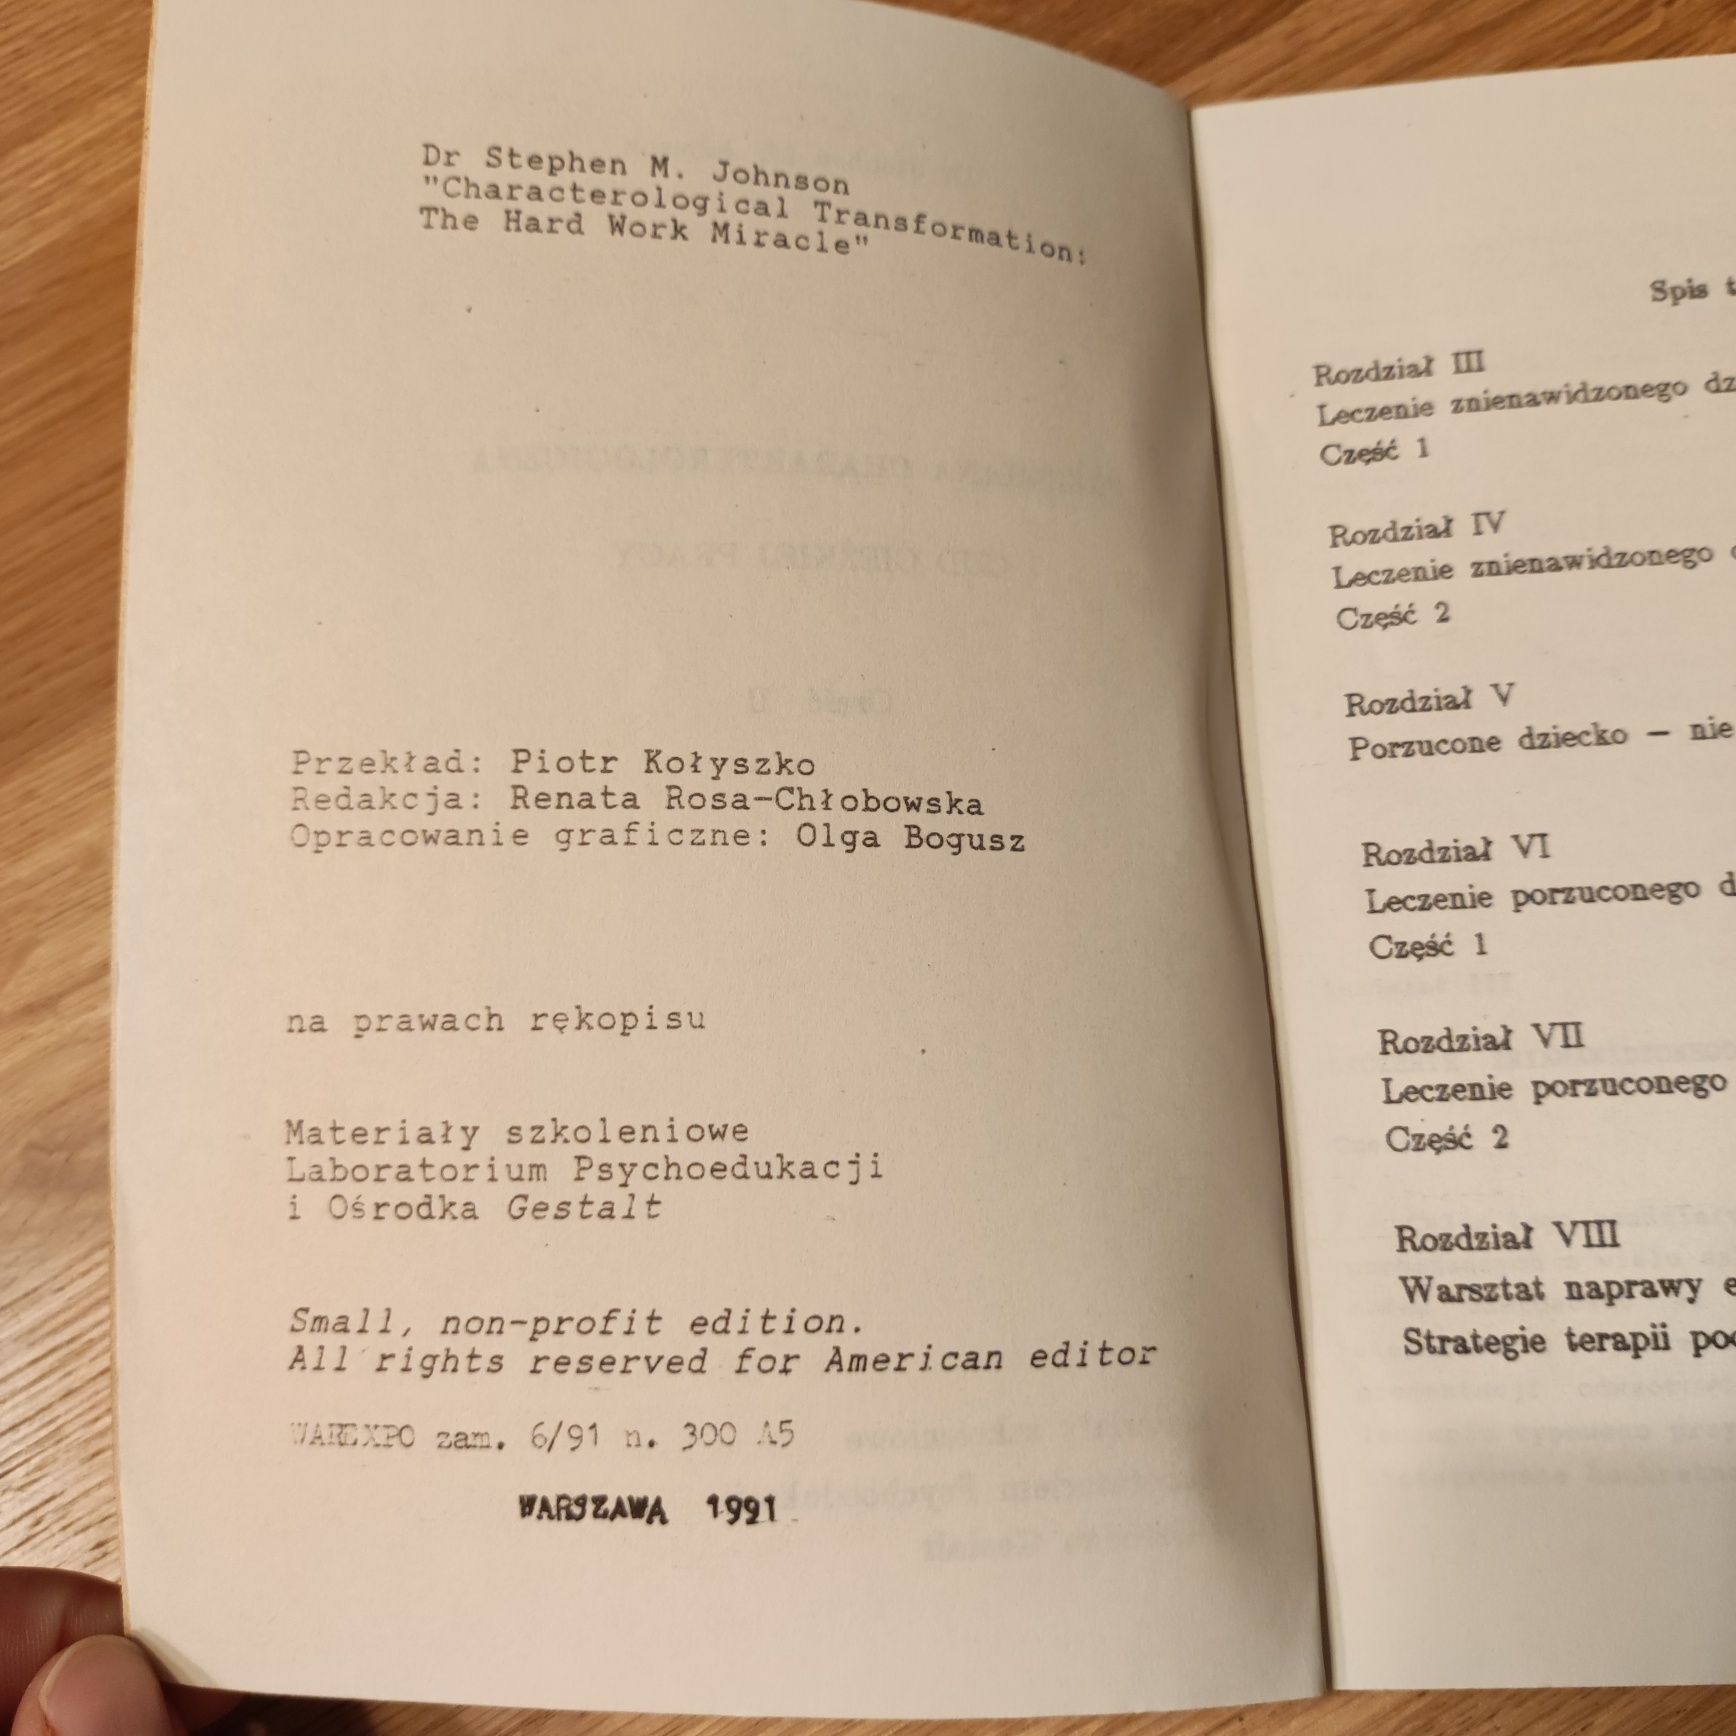 Dr Stephen M. Johnson
"Characterological Transformation:
The Hard Work Miracle"
Przekład: Piotr Kołyszko
Redakcja: Renata Rosa-Chłobowska
Opracowanie graficzne: Olga Bogusz
na prawach rękopisu
Materiały szkoleniowe
Laboratorium Psychoedukacji
i Ośrodka Gestalt
Small, non-profit edition.
All rights reserved for American editor
WAREXPO zam. 6/91 n. 300 A5
WARSZAWA 1991
Spis
Rozdział III
Leczenie znienawidzonego
Część 1
Rozdział IV
Leczenie znienawidzonego
Część 2
Rozdział V
Porzucone dziecko — nie
Rozdział VI
Leczenie porzuconego
Część 1
Rozdział VII
Leczenie porzuconego
Część 2
Rozdział VIII
Warsztat naprawy
Strategie terapii